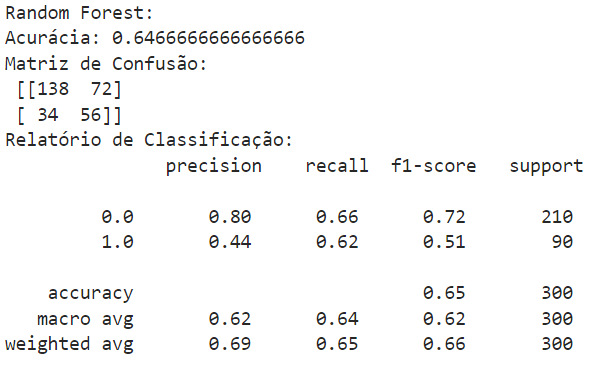 Random Forest:
Acurácia: 0.6466666666666666
Matriz de Confusão:
[[138 72]
[ 34 56]]
Relatório de Classificação:
precision recall f1-score support
0.0 0.80 0.66 0.72 210
1.0 0.44 0.62 0.51 90
accuracy 0.65 300
macro avg 0.62 0.64 0.62 300
weighted avg 0.69 0.65 0.66 300